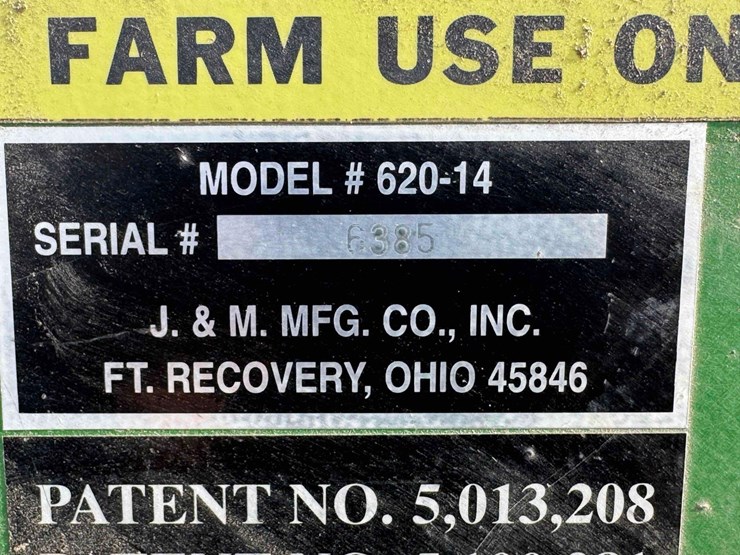 FARM USE ON
MODEL # 620-14
SERIAL # 6385
J. & M. MFG. CO., INC.
FT. RECOVERY, OHIO 45846
PATENT NO. 5,013,208